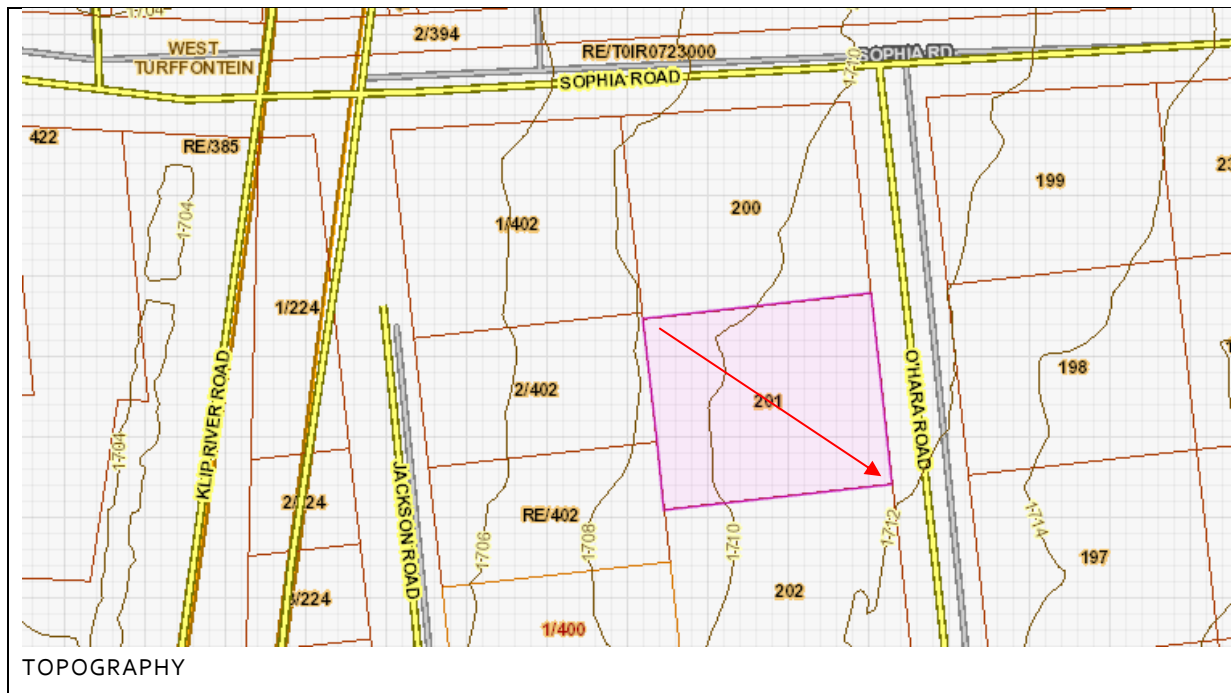 1704
2/394
WEST
TURFFONTEIN
RE/T0IR0723000
SOPHIA RD
SOPHIA ROAD
1710
422
RE/385
199
1704
1/402
200
1/224
KLIP RIVER ROAD
2/402
201
O'HARA ROAD
198
1704
JACKSON ROAD
2/224
RE/402
1706
1708
1710
1712
1714
197
202
1/400
TOPOGRAPHY